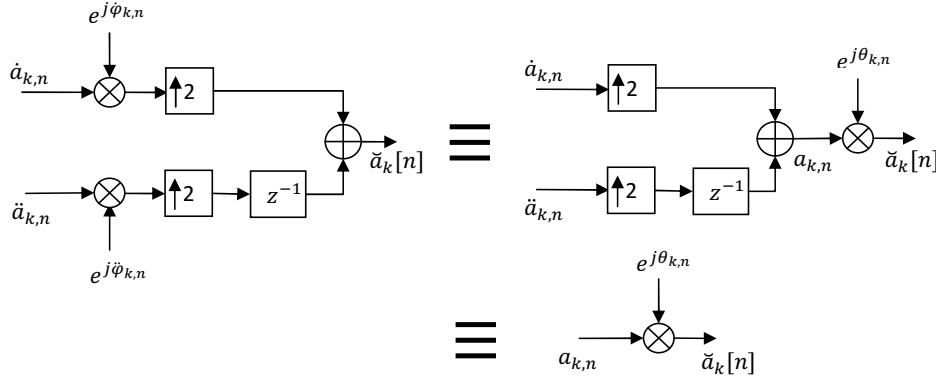 e^{jφ̇_{k,n}}
ȧ_{k,n}
↑2
ă_k[n]
ä_{k,n}
↑2
z^{-1}
e^{jφ̈_{k,n}}
≡
ȧ_{k,n}
↑2
e^{jθ_{k,n}}
a_{k,n}
ă_k[n]
ä_{k,n}
↑2
z^{-1}
≡
e^{jθ_{k,n}}
a_{k,n}
ă_k[n]